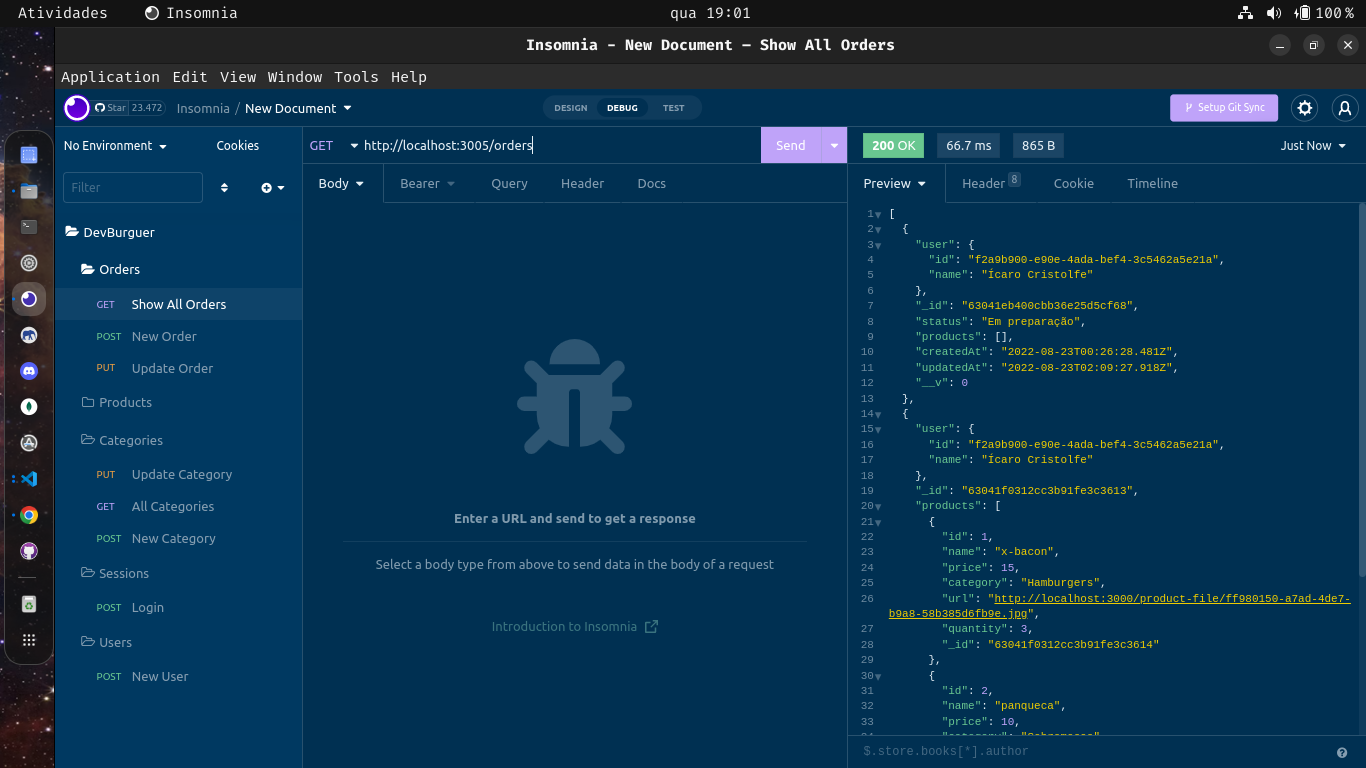 Atividades Insomnia qua 19:01 100 %
Insomnia - New Document – Show All Orders
Application Edit View Window Tools Help
Star 23.472 Insomnia / New Document DESIGN DEBUG TEST Setup Git Sync
No Environment Cookies
Filter
DevBurguer
Orders
GET Show All Orders
POST New Order
PUT Update Order
Products
Categories
PUT Update Category
GET All Categories
POST New Category
Sessions
POST Login
Users
POST New User
GET http://localhost:3005/orders Send
Body Bearer Query Header Docs
Enter a URL and send to get a response
Select a body type from above to send data in the body of a request
Introduction to Insomnia
200 OK 66.7 ms 865 B Just Now
Preview Header 8 Cookie Timeline
1 [
2 {
3 "user": {
4 "id": "f2a9b900-e90e-4ada-bef4-3c5462a5e21a",
5 "name": "Ícaro Cristolfe"
6 },
7 "_id": "63041eb400cbb36e25d5cf68",
8 "status": "Em preparação",
9 "products": [],
10 "createdAt": "2022-08-23T00:26:28.481Z",
11 "updatedAt": "2022-08-23T02:09:27.918Z",
12 "__v": 0
13 },
14 {
15 "user": {
16 "id": "f2a9b900-e90e-4ada-bef4-3c5462a5e21a",
17 "name": "Ícaro Cristolfe"
18 },
19 "_id": "63041f0312cc3b91fe3c3613",
20 "products": [
21 {
22 "id": 1,
23 "name": "x-bacon",
24 "price": 15,
25 "category": "Hamburgers",
26 "url": "http://localhost:3000/product-file/ff980150-a7ad-4de7-
b9a8-58b385d6fb9e.jpg",
27 "quantity": 3,
28 "_id": "63041f0312cc3b91fe3c3614"
29 },
30 {
31 "id": 2,
32 "name": "panqueca",
33 "price": 10,
$.store.books[*].author